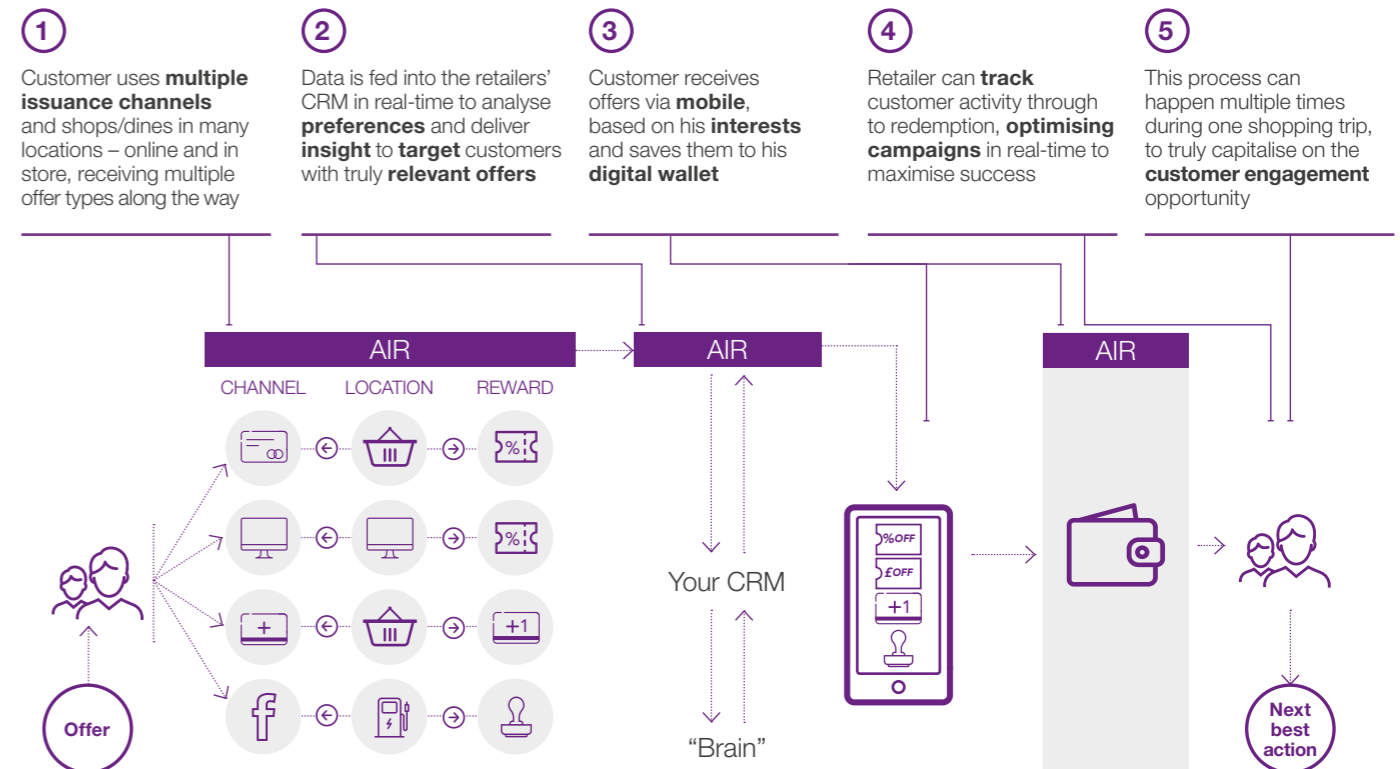 1
Customer uses multiple
issuance channels
and shops/dines in many
locations – online and in
store, receiving multiple
offer types along the way
2
Data is fed into the retailers'
CRM in real-time to analyse
preferences and deliver
insight to target customers
with truly relevant offers
3
Customer receives
offers via mobile,
based on his interests
and saves them to his
digital wallet
4
Retailer can track
customer activity through
to redemption, optimising
campaigns in real-time to
maximise success
5
This process can
happen multiple times
during one shopping trip,
to truly capitalise on the
customer engagement
opportunity
AIR
AIR
AIR
CHANNEL LOCATION REWARD
%
%
+
+1
f
Offer
Your CRM
“Brain”
%OFF
£OFF
+1
Next
best
action